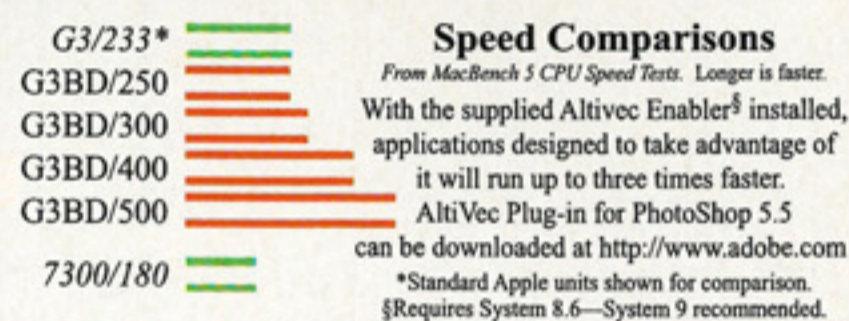 G3/233*
G3BD/250
G3BD/300
G3BD/400
G3BD/500
7300/180
Speed Comparisons
From MacBench 5 CPU Speed Tests. Longer is faster.
With the supplied Altivec Enabler§ installed,
applications designed to take advantage of
it will run up to three times faster.
AltiVec Plug-in for PhotoShop 5.5
can be downloaded at http://www.adobe.com
*Standard Apple units shown for comparison.
§Requires System 8.6—System 9 recommended.